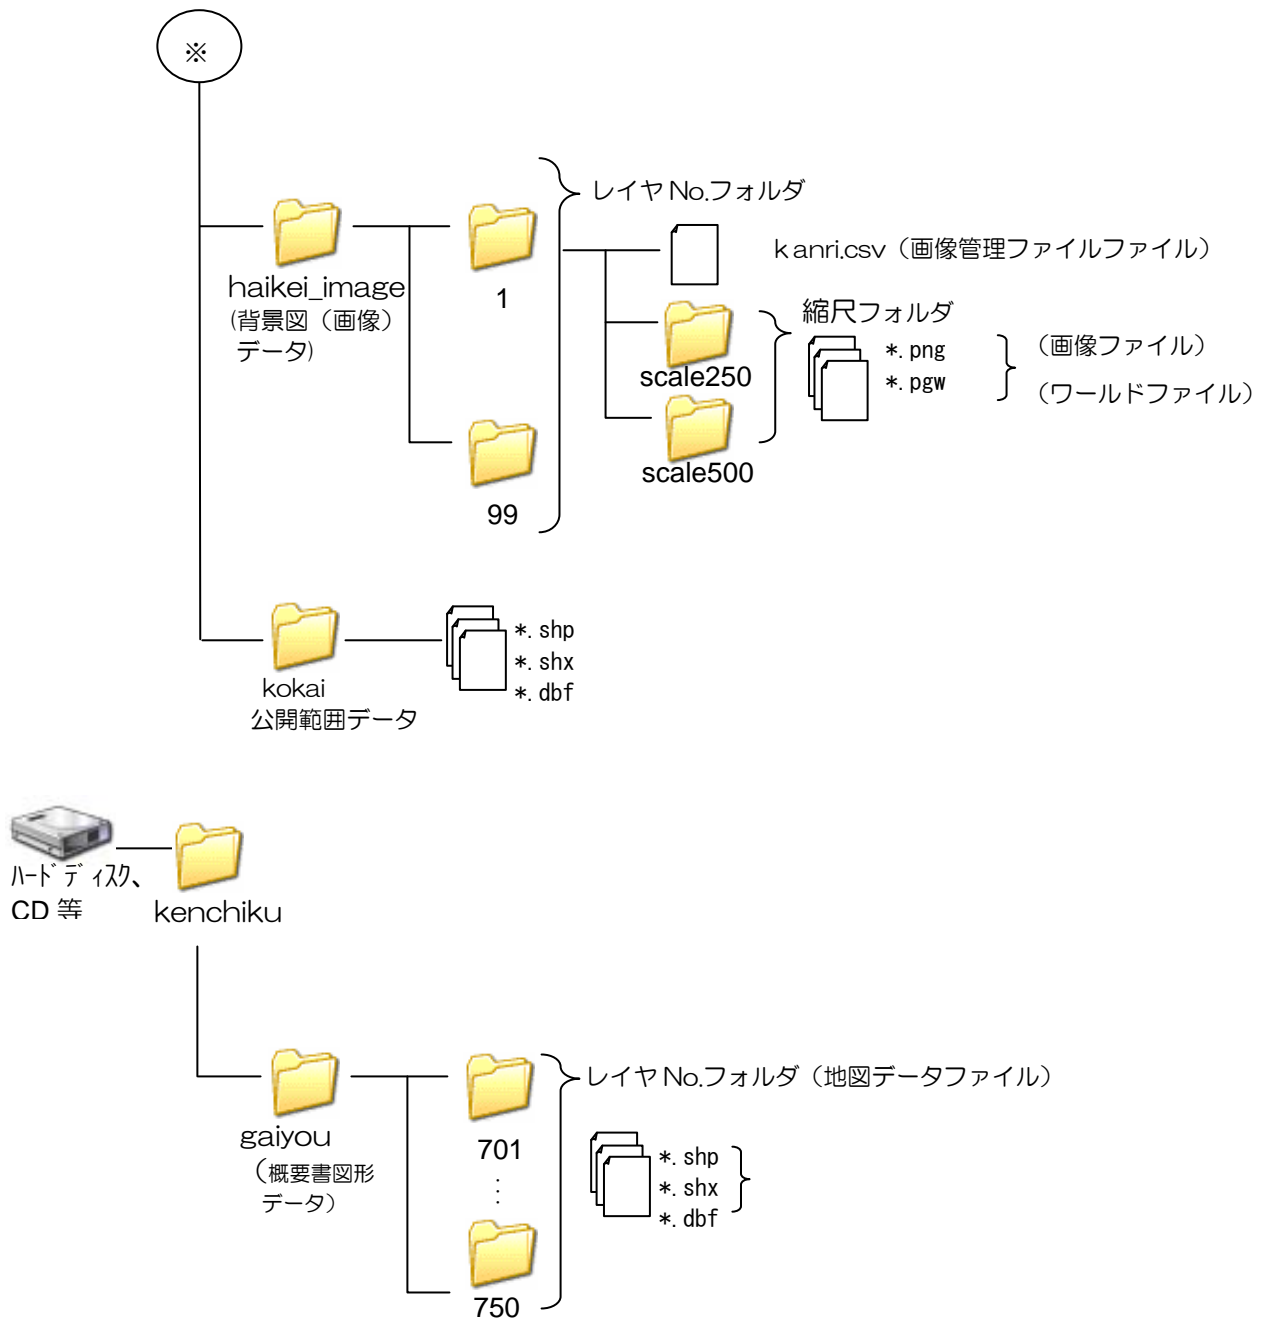 ※
レイヤNo.フォルダ
kanri.csv（画像管理ファイルファイル）
haikei_image
(背景図（画像）
データ)
1
縮尺フォルダ
*.png
（画像ファイル）
*.pgw
（ワールドファイル）
scale250
scale500
99
*.shp
*.shx
*.dbf
kokai
公開範囲データ
ﾊｰﾄﾞﾃﾞｨｽｸ、
CD 等
kenchiku
レイヤNo.フォルダ（地図データファイル）
gaiyou
（概要書図形
データ）
701
⋮
*.shp
*.shx
*.dbf
750